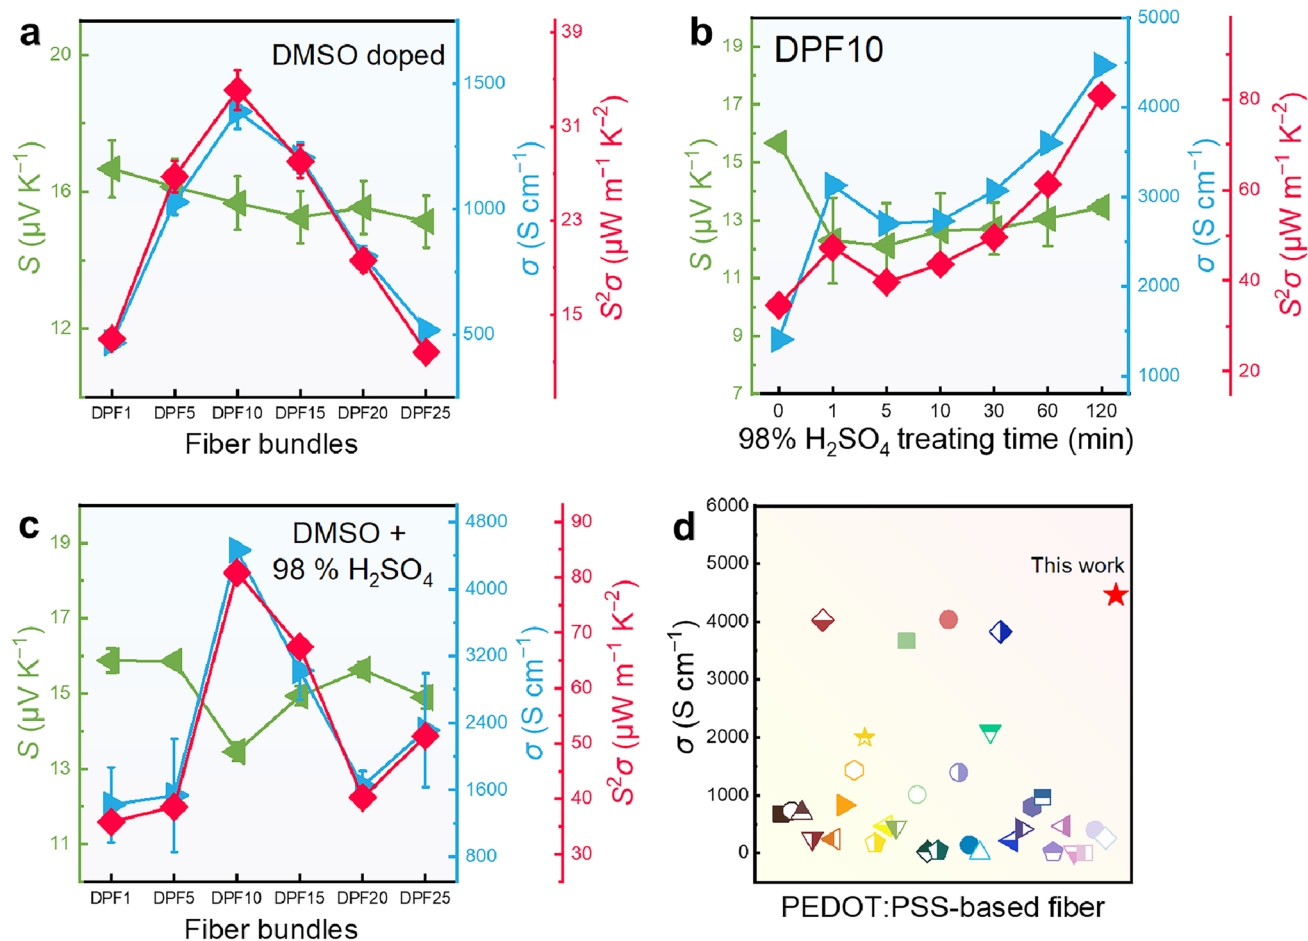 a
DMSO doped
20
16
12
S (μV K⁻¹)
1500
1000
500
σ (S cm⁻¹)
39
31
23
15
S²σ (μW m⁻¹ K⁻²)
DPF1 DPF5 DPF10 DPF15 DPF20 DPF25
Fiber bundles
b
DPF10
19
17
15
13
11
9
7
S (μV K⁻¹)
5000
4000
3000
2000
1000
σ (S cm⁻¹)
80
60
40
20
S²σ (μW m⁻¹ K⁻²)
0 1 5 10 30 60 120
98% H₂SO₄ treating time (min)
c
DMSO +
98 % H₂SO₄
19
17
15
13
11
S (μV K⁻¹)
4800
4000
3200
2400
1600
800
σ (S cm⁻¹)
90
80
70
60
50
40
30
S²σ (μW m⁻¹ K⁻²)
DPF1 DPF5 DPF10 DPF15 DPF20 DPF25
Fiber bundles
d
This work
6000
5000
4000
3000
2000
1000
0
σ (S cm⁻¹)
PEDOT:PSS-based fiber